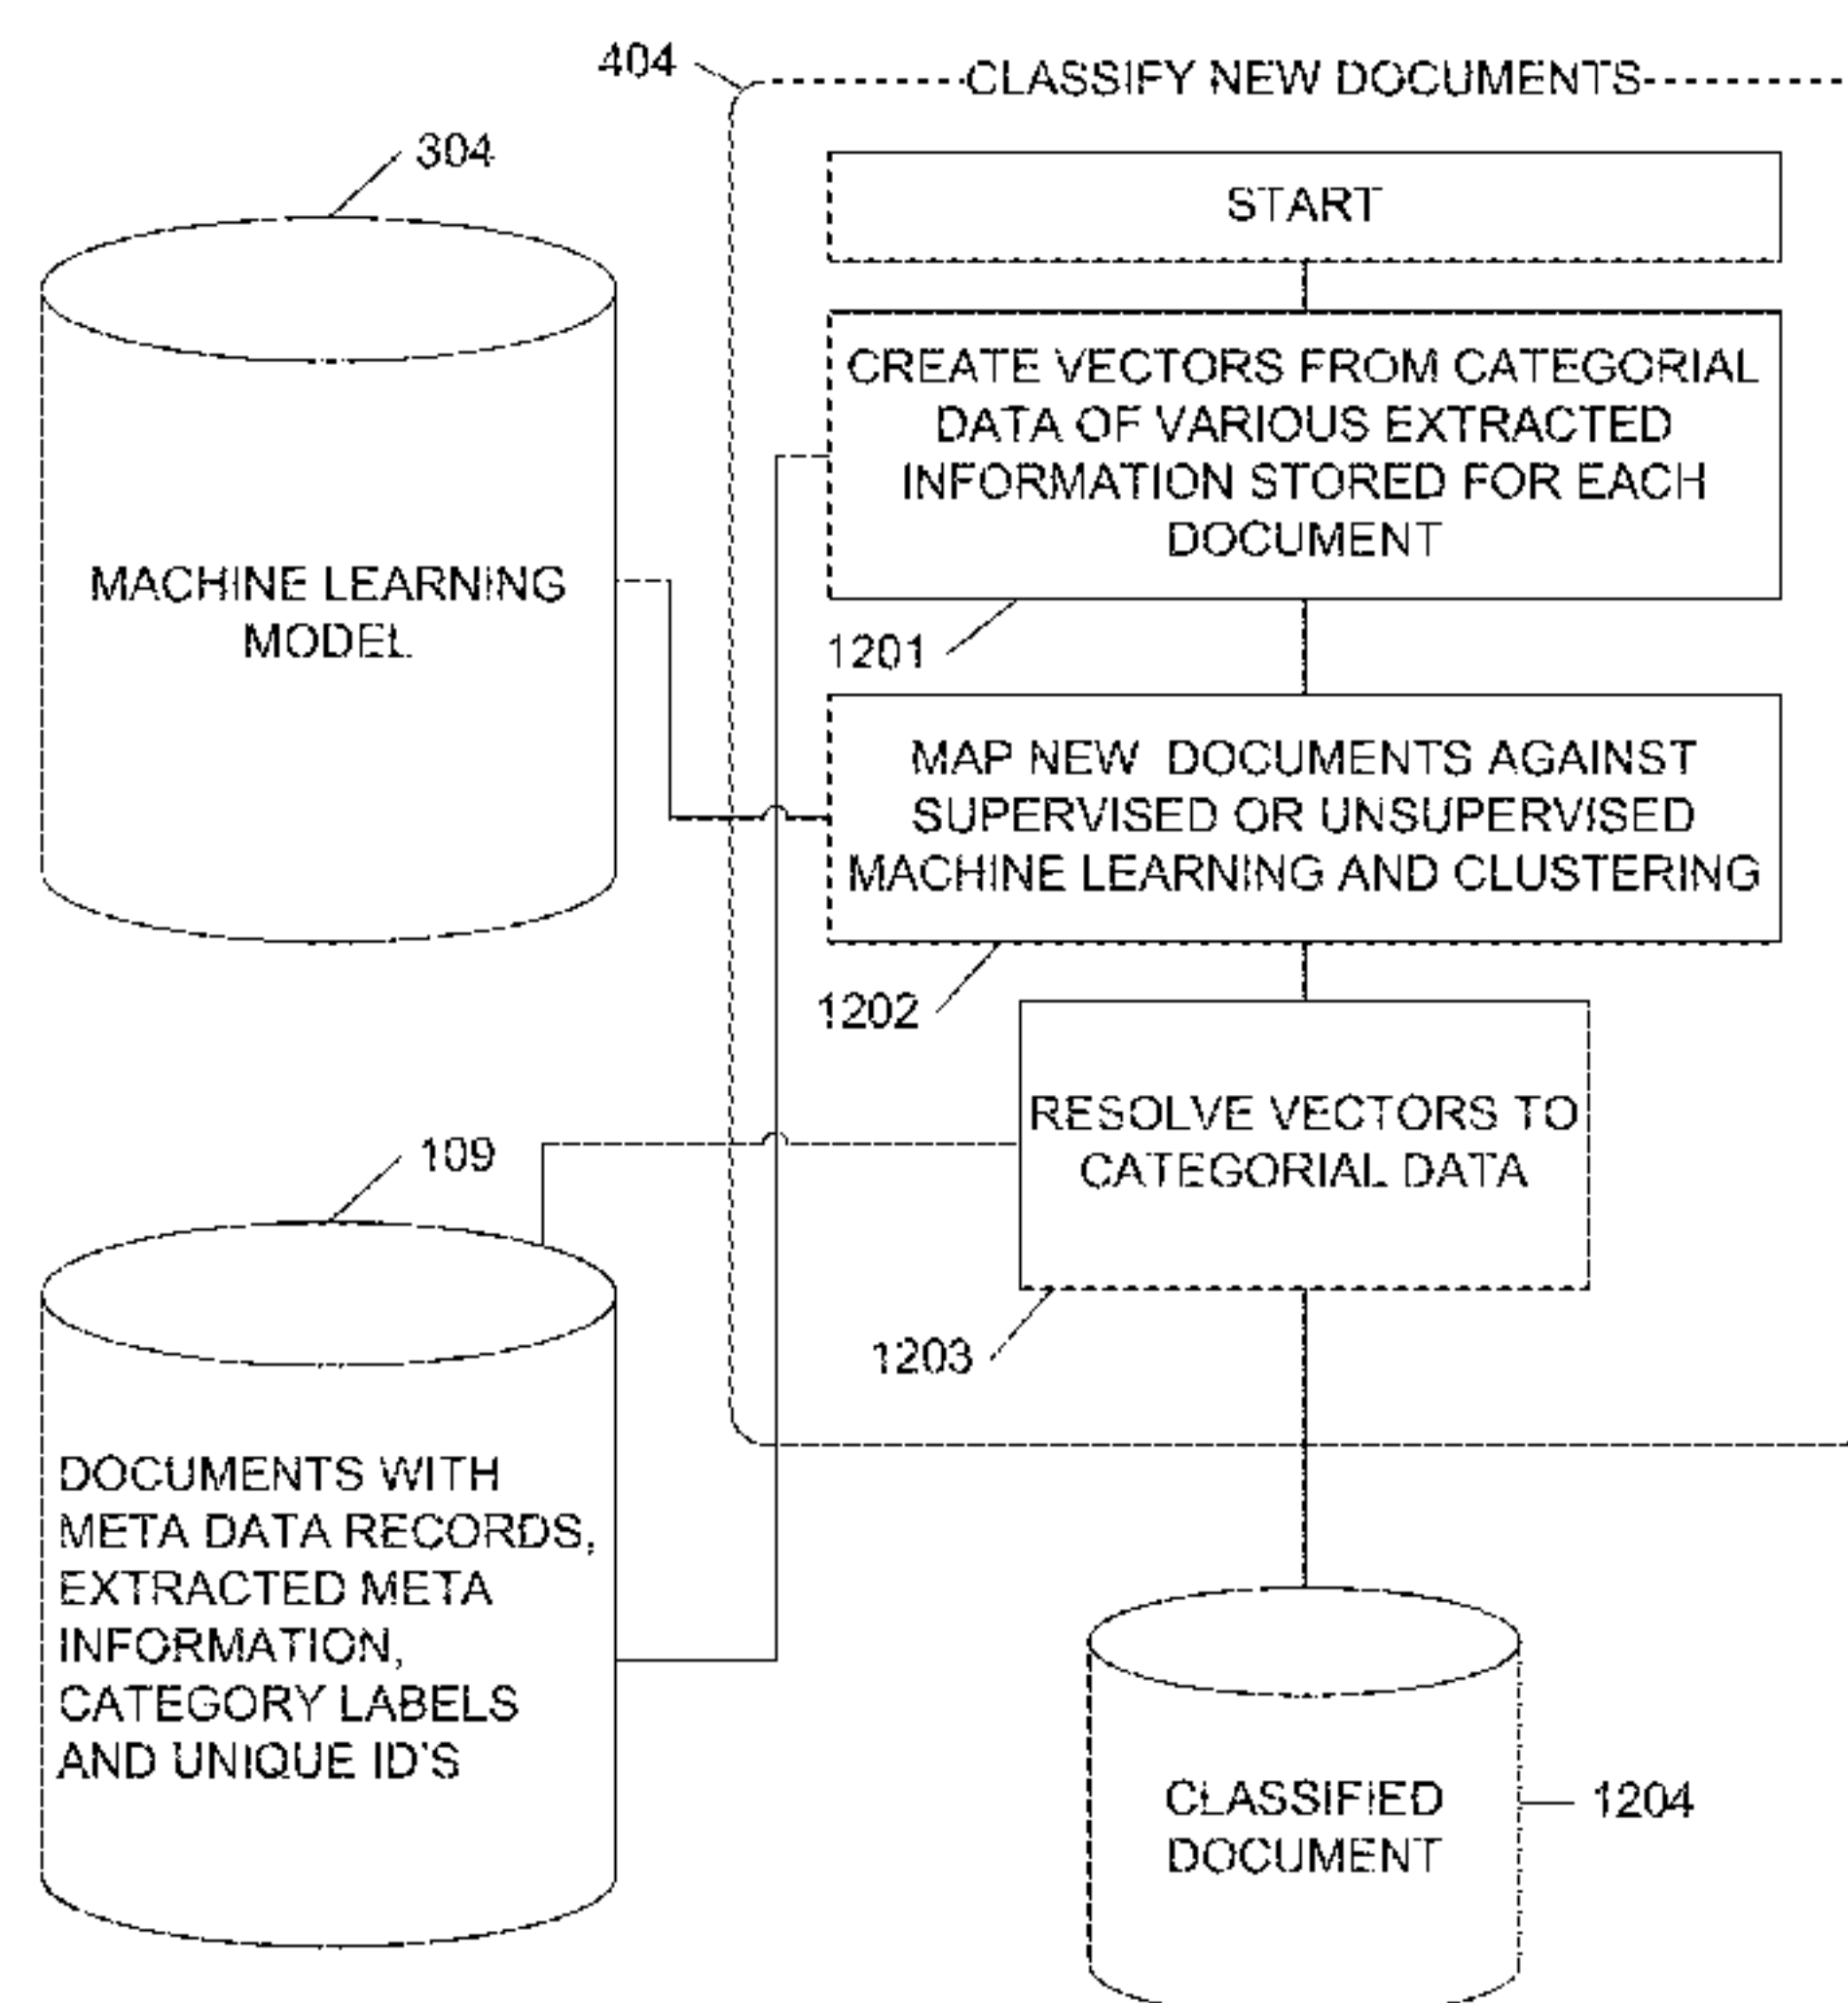 404
CLASSIFY NEW DOCUMENTS
304
START
CREATE VECTORS FROM CATEGORIAL
DATA OF VARIOUS EXTRACTED
INFORMATION STORED FOR EACH
DOCUMENT
MACHINE LEARNING
MODEL
1201
MAP NEW DOCUMENTS AGAINST
SUPERVISED OR UNSUPERVISED
MACHINE LEARNING AND CLUSTERING
1202
RESOLVE VECTORS TO
CATEGORIAL DATA
109
1203
DOCUMENTS WITH
META DATA RECORDS,
EXTRACTED META
INFORMATION,
CATEGORY LABELS
AND UNIQUE ID'S
CLASSIFIED
DOCUMENT
1204